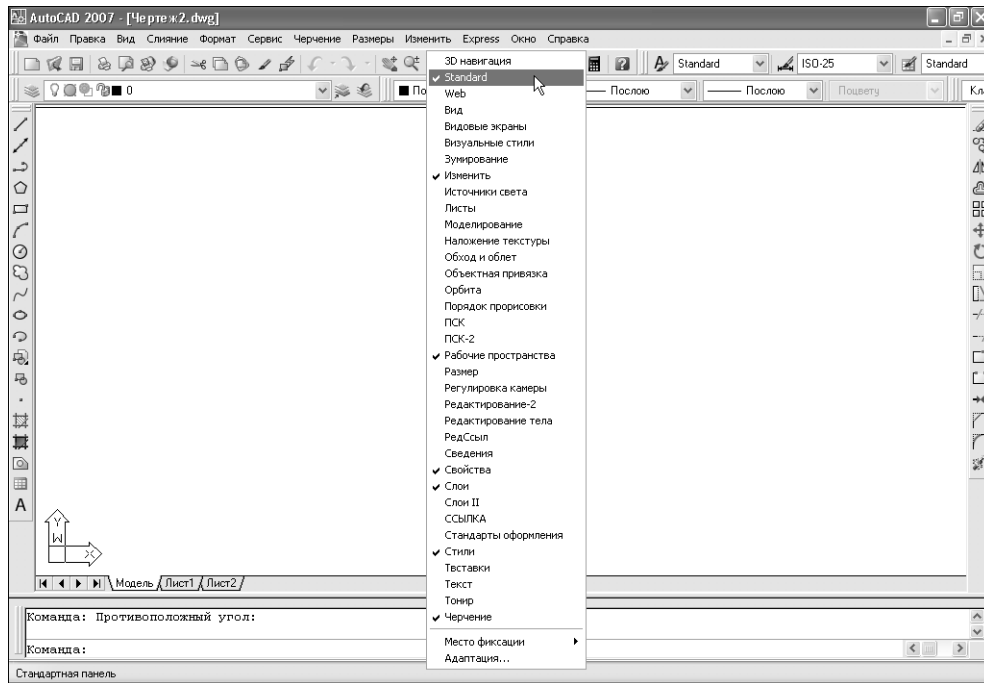 AutoCAD 2007 - [Чертеж2.dwg]
Файл Правка Вид Слияние Формат Сервис Черчение Размеры Изменить Express Окно Справка
Standard ISO-25 Standard
0 Послою Послою Поцвету
3D навигация
Standard
Web
Вид
Видовые экраны
Визуальные стили
Зумирование
Изменить
Источники света
Листы
Моделирование
Наложение текстуры
Обход и облет
Объектная привязка
Орбита
Порядок прорисовки
ПСК
ПСК-2
Рабочие пространства
Размер
Регулировка камеры
Редактирование-2
Редактирование тела
РедСсыл
Сведения
Свойства
Слои
Слои II
ССЫЛКА
Стандарты оформления
Стили
Твставки
Текст
Тонир
Черчение
Место фиксации
Адаптация...
A
Y
W
X
Модель Лист1 Лист2
Команда: Противоположный угол:
Команда:
Стандартная панель